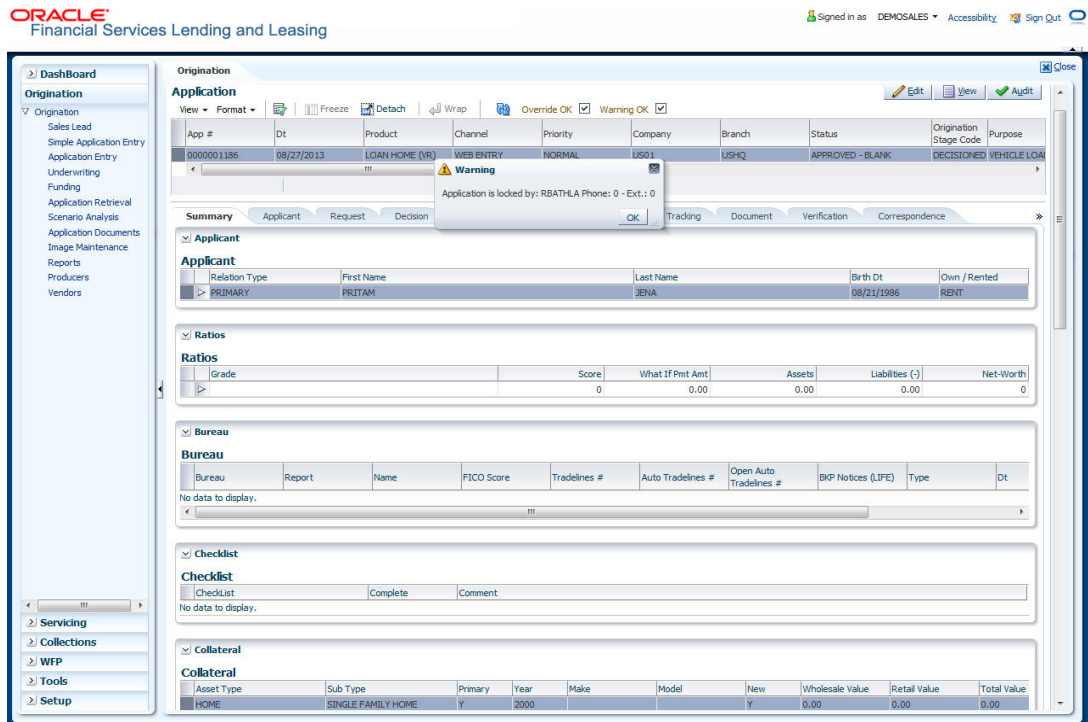 ORACLE®
Financial Services Lending and Leasing
Signed in as DEMOSALES Accessibility Sign Out
Close
DashBoard
Origination
Origination
Sales Lead
Simple Application Entry
Application Entry
Underwriting
Funding
Application Retrieval
Scenario Analysis
Application Documents
Image Maintenance
Reports
Producers
Vendors
Servicing
Collections
WFP
Tools
Setup
Origination
Application
Edit View Audit
View Format Freeze Detach Wrap Override OK Warning OK
App # Dt Product Channel Priority Company Branch Status Origination Stage Code Purpose
0000001186 08/27/2013 LOAN HOME (VR) WEB ENTRY NORMAL US01 USHQ APPROVED - BLANK DECISIONED VEHICLE LOA
Warning
Application is locked by: RBATHLA Phone: 0 - Ext.: 0
OK
Summary Applicant Request Decision Tracking Document Verification Correspondence
Applicant
Applicant
Relation Type First Name Last Name Birth Dt Own / Rented
PRIMARY PRITAM JENA 08/21/1986 RENT
Ratios
Ratios
Grade Score What If Pmt Amt Assets Liabilities (-) Net-Worth
0 0.00 0.00 0.00 0
Bureau
Bureau
Bureau Report Name FICO Score Tradelines # Auto Tradelines # Open Auto Tradelines # BKP Notices (LIFE) Type Dt
No data to display.
Checklist
Checklist
CheckList Complete Comment
No data to display.
Collateral
Collateral
Asset Type Sub Type Primary Year Make Model New Wholesale Value Retail Value Total Value
HOME SINGLE FAMILY HOME Y 2000 Y 0.00 0.00 0.00